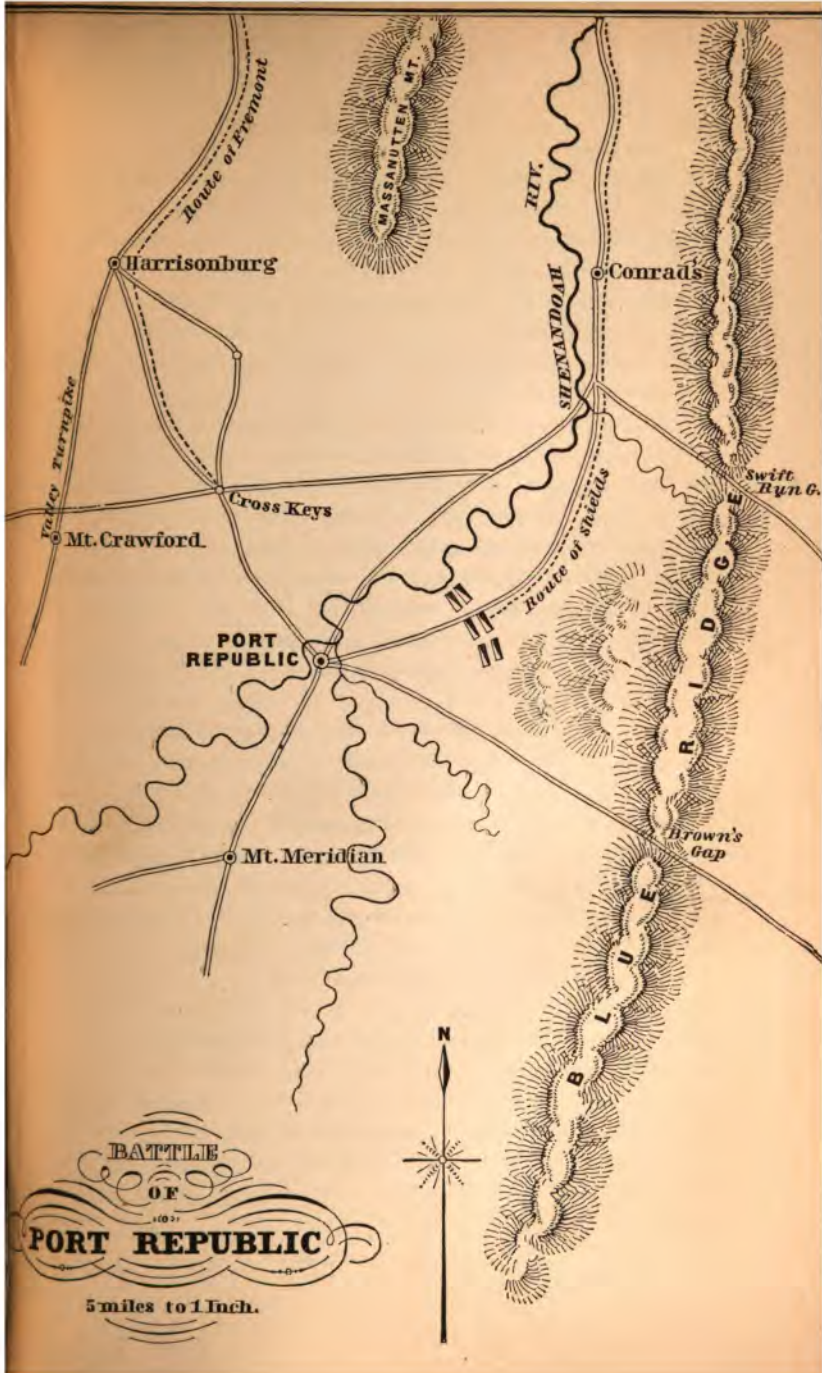 MASSANUTTEN MT.
Route of Fremont
RIV.
SHENANDOAH
Harrisonburg
Conrad's
Valley Turnpike
Swift
Run G.
Cross Keys
Mt. Crawford.
Route of Shields
PORT
REPUBLIC
BLUE RIDGE
Brown's
Gap
Mt. Meridian
N
BATTLE
OF
PORT REPUBLIC
5 miles to 1 Inch.